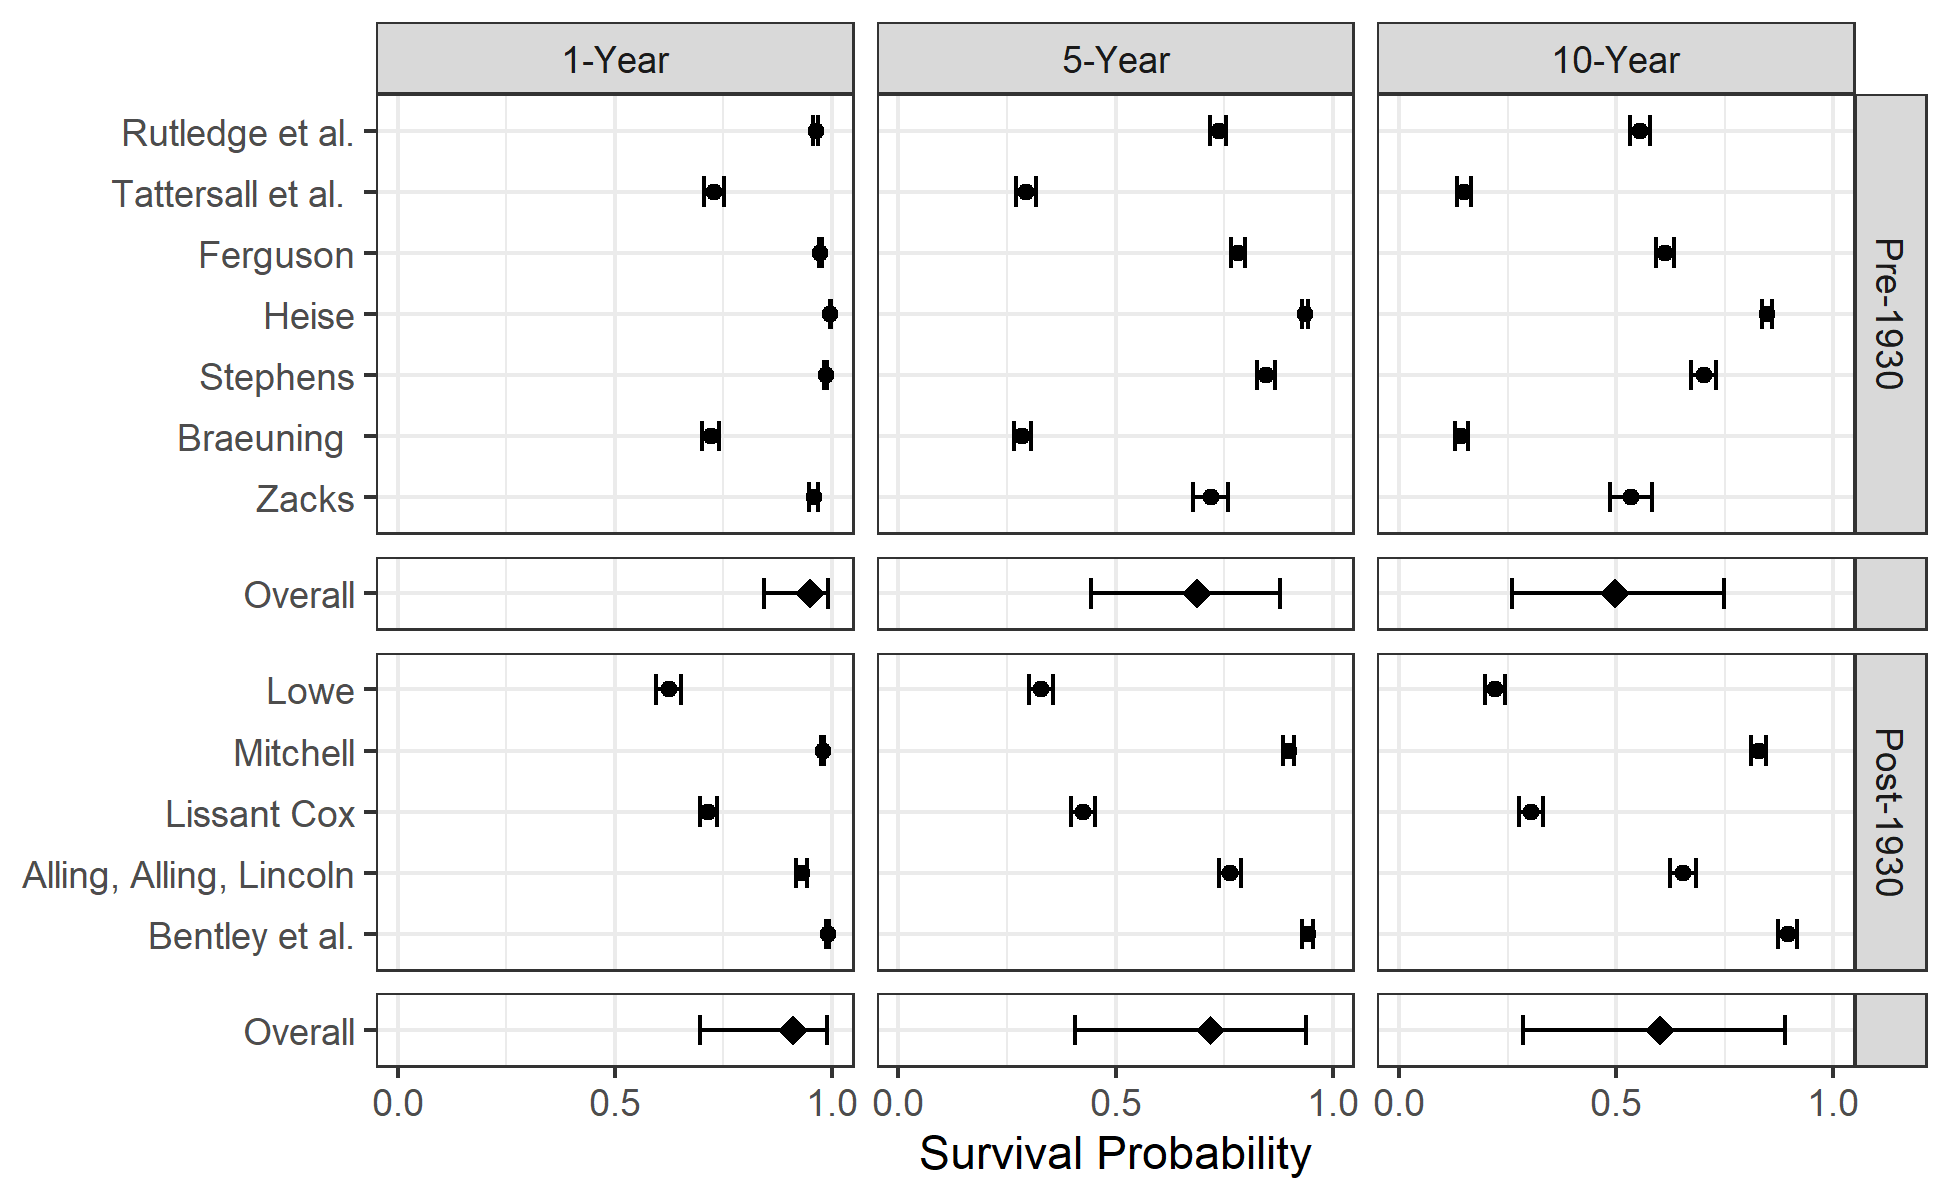 1-Year 5-Year 10-Year
Rutledge et al.
Tattersall et al.
Ferguson
Heise
Stephens
Braeuning
Zacks
Pre-1930
Overall
Lowe
Mitchell
Lissant Cox
Alling, Alling, Lincoln
Bentley et al.
Post-1930
Overall
0.0 0.5 1.0 0.0 0.5 1.0 0.0 0.5 1.0
Survival Probability